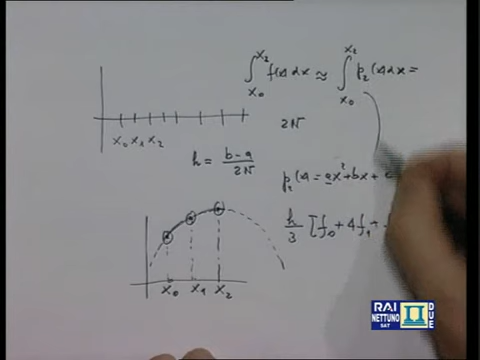 ∫_{x₀}^{x₂} f(x)dx ≈ ∫_{x₀}^{x₂} p₂(x)dx =
x₀ x₁ x₂
2N
h = (b-a)/2N
p₂(x) = ax² + bx +
h/3 [f₀ + 4f₁ +
x₀ x₁ x₂
RAI
NETTUNO
SAT
DUE